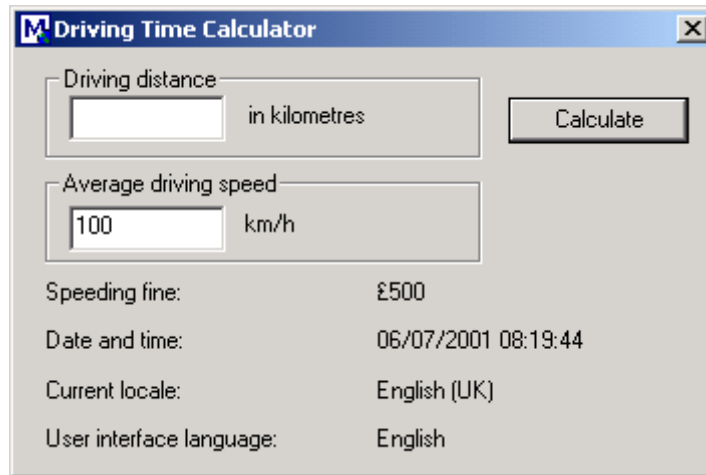 Driving Time Calculator
Driving distance
in kilometres
Calculate
Average driving speed
100 km/h
Speeding fine: £500
Date and time: 06/07/2001 08:19:44
Current locale: English (UK)
User interface language: English